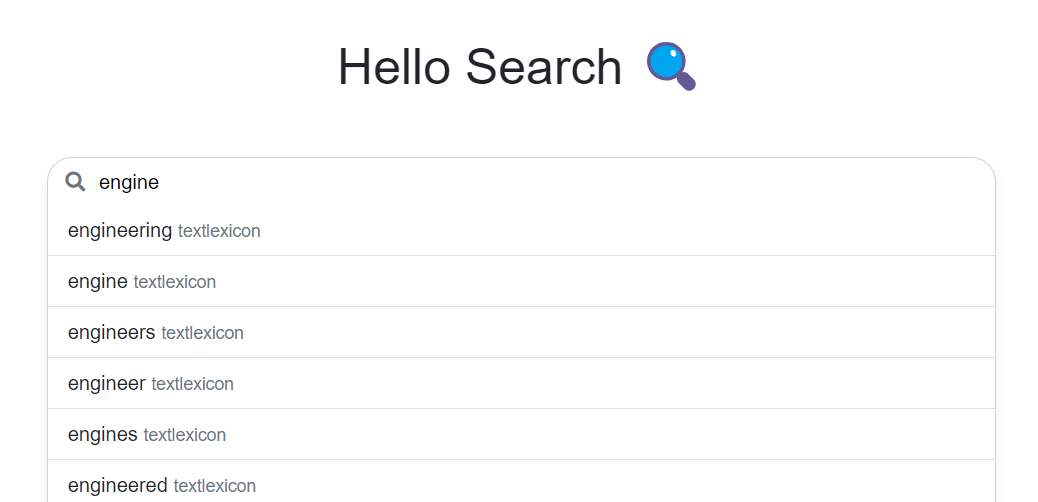 Hello Search
engine
engineering textlexicon
engine textlexicon
engineers textlexicon
engineer textlexicon
engines textlexicon
engineered textlexicon